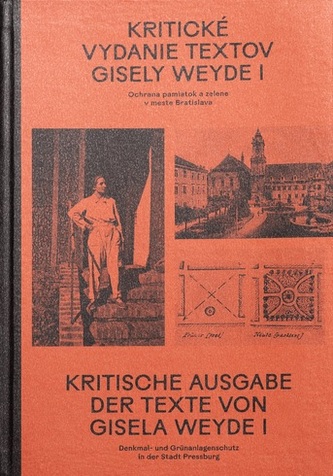 KRITICKÉ
VYDANIE TEXTOV
GISELY WEYDE I
Ochrana pamiatok a zelene
v meste Bratislava
KRITISCHE AUSGABE
DER TEXTE VON
GISELA WEYDE I
Denkmal- und Grünanlagenschutz
in der Stadt Pressburg